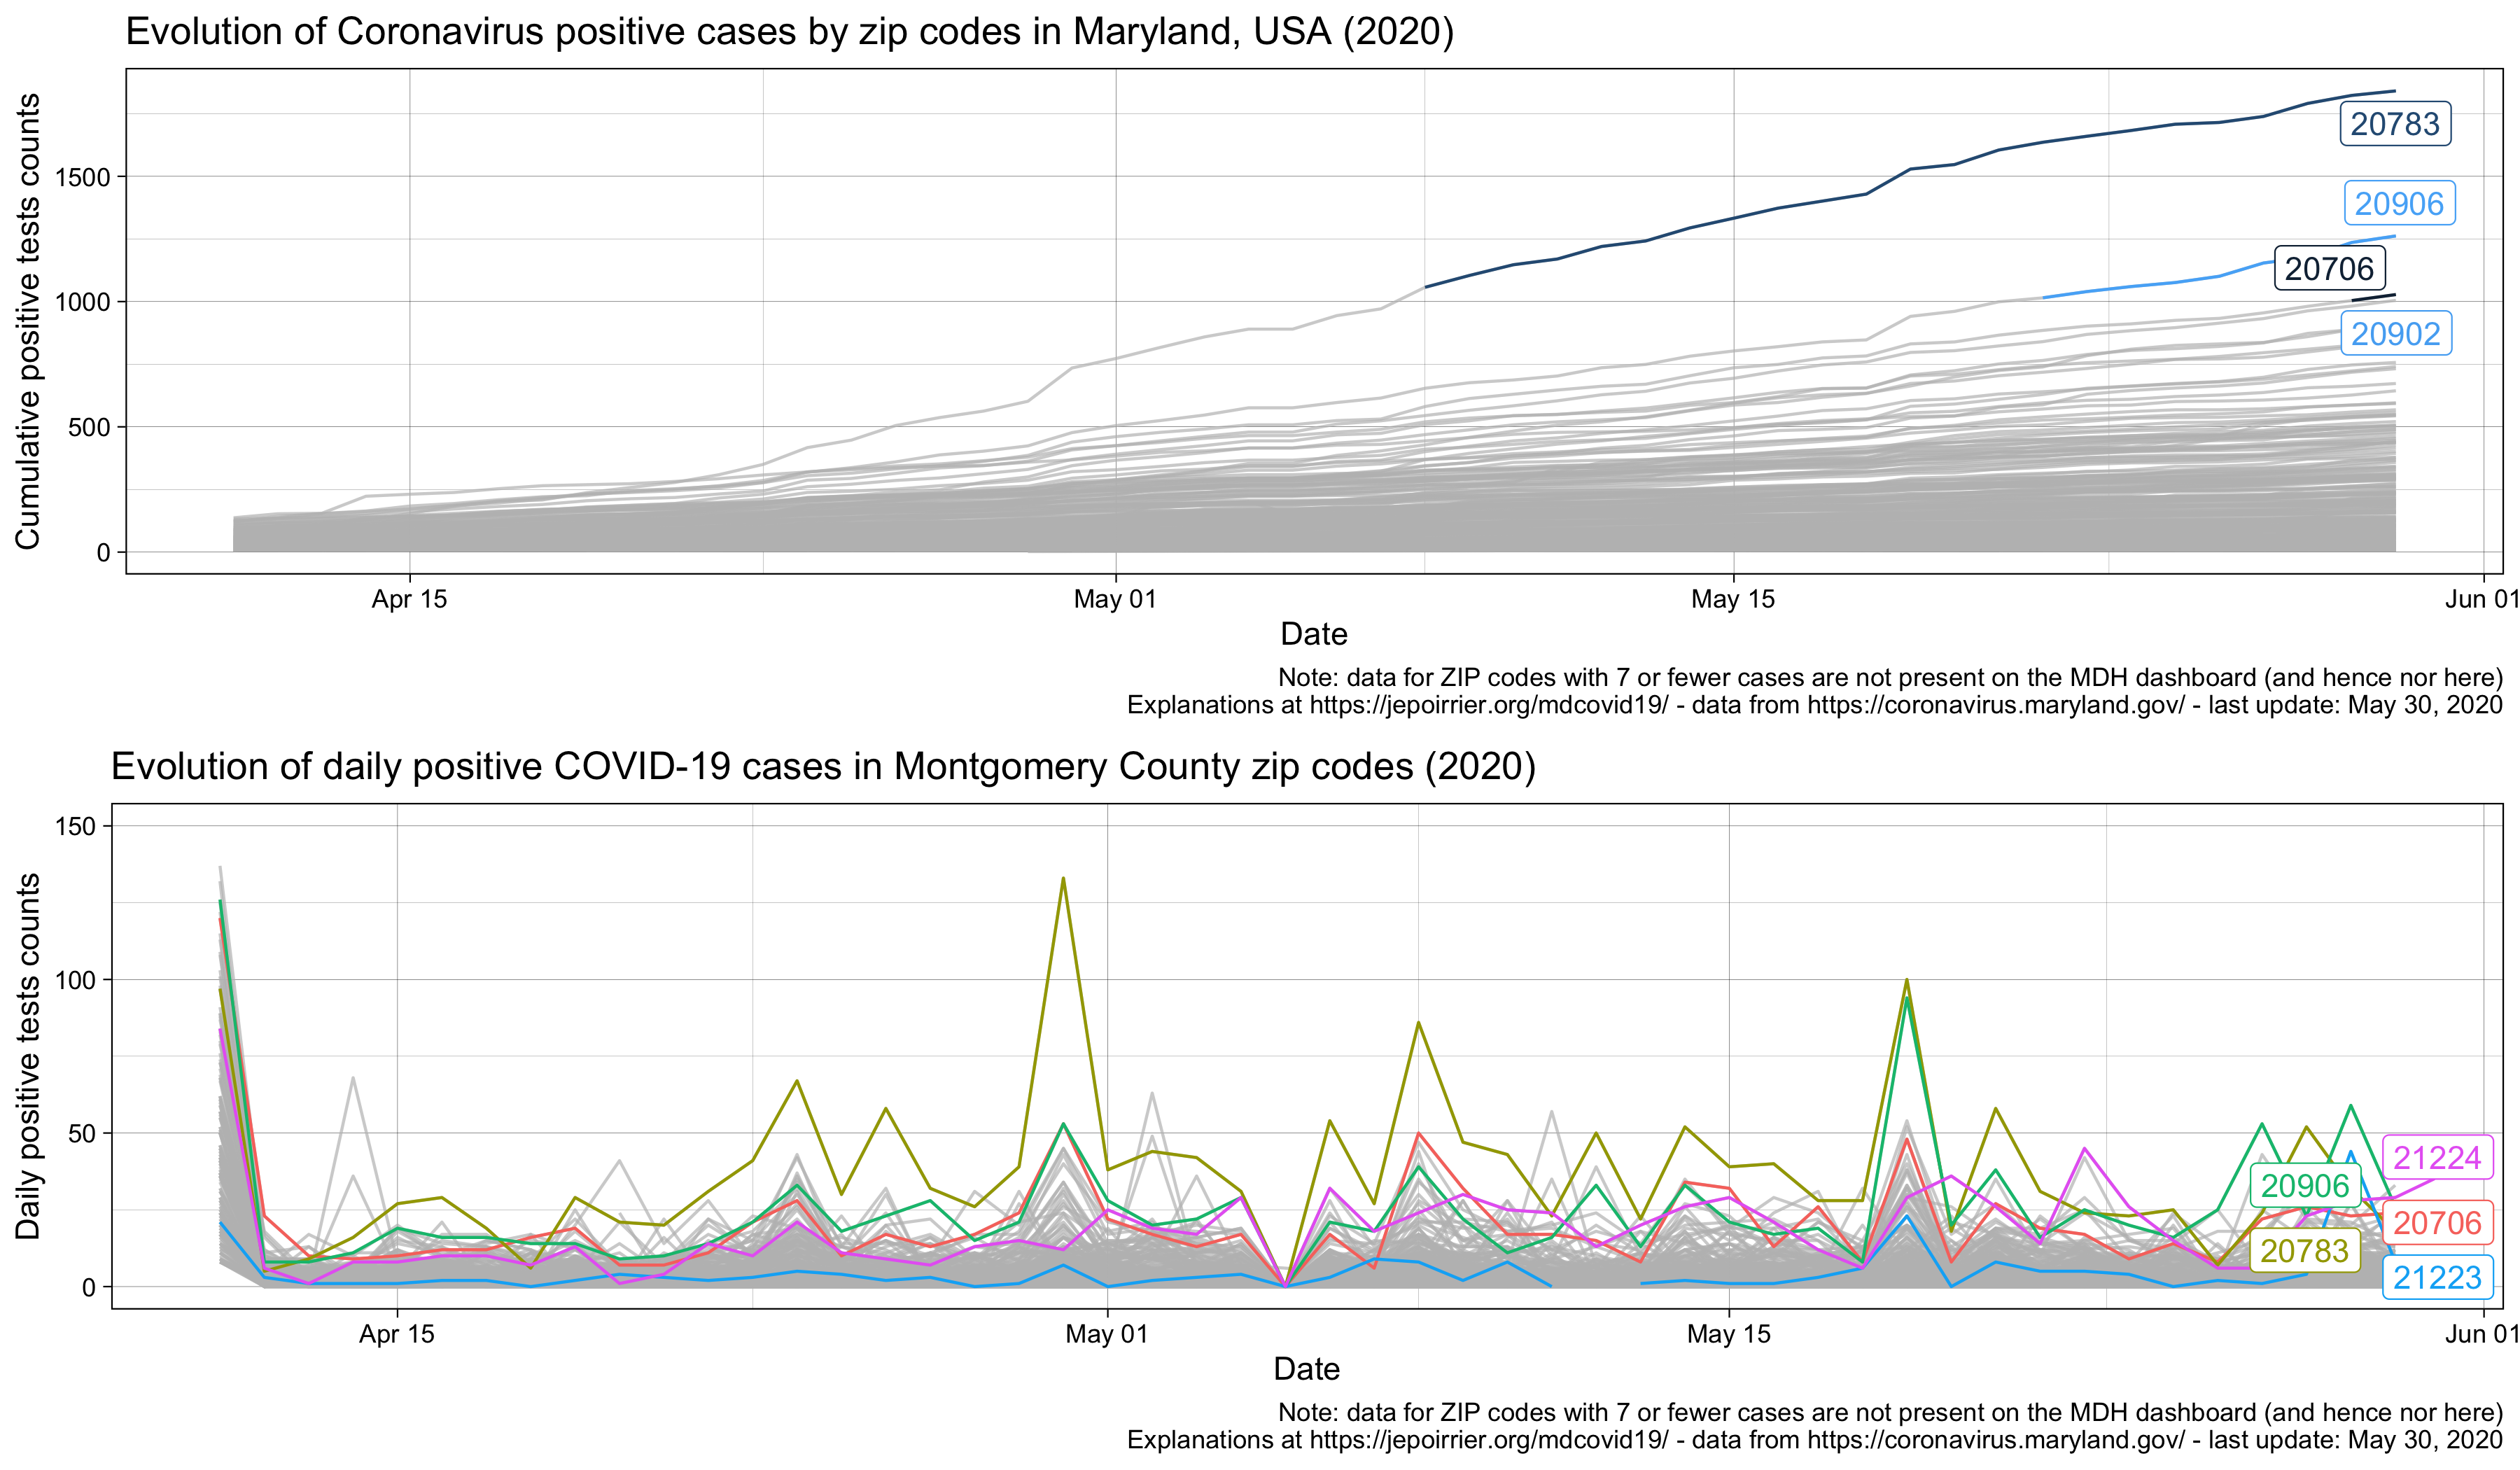 Evolution of Coronavirus positive cases by zip codes in Maryland, USA (2020)
Cumulative positive tests counts
1500
1000
500
0
20783
20906
20706
20902
Apr 15
May 01
May 15
Jun 01
Date
Note: data for ZIP codes with 7 or fewer cases are not present on the MDH dashboard (and hence nor here)
Explanations at https://jepoirrier.org/mdcovid19/ - data from https://coronavirus.maryland.gov/ - last update: May 30, 2020
Evolution of daily positive COVID-19 cases in Montgomery County zip codes (2020)
Daily positive tests counts
150
100
50
0
21224
20906
20706
20783
21223
Apr 15
May 01
May 15
Jun 01
Date
Note: data for ZIP codes with 7 or fewer cases are not present on the MDH dashboard (and hence nor here)
Explanations at https://jepoirrier.org/mdcovid19/ - data from https://coronavirus.maryland.gov/ - last update: May 30, 2020